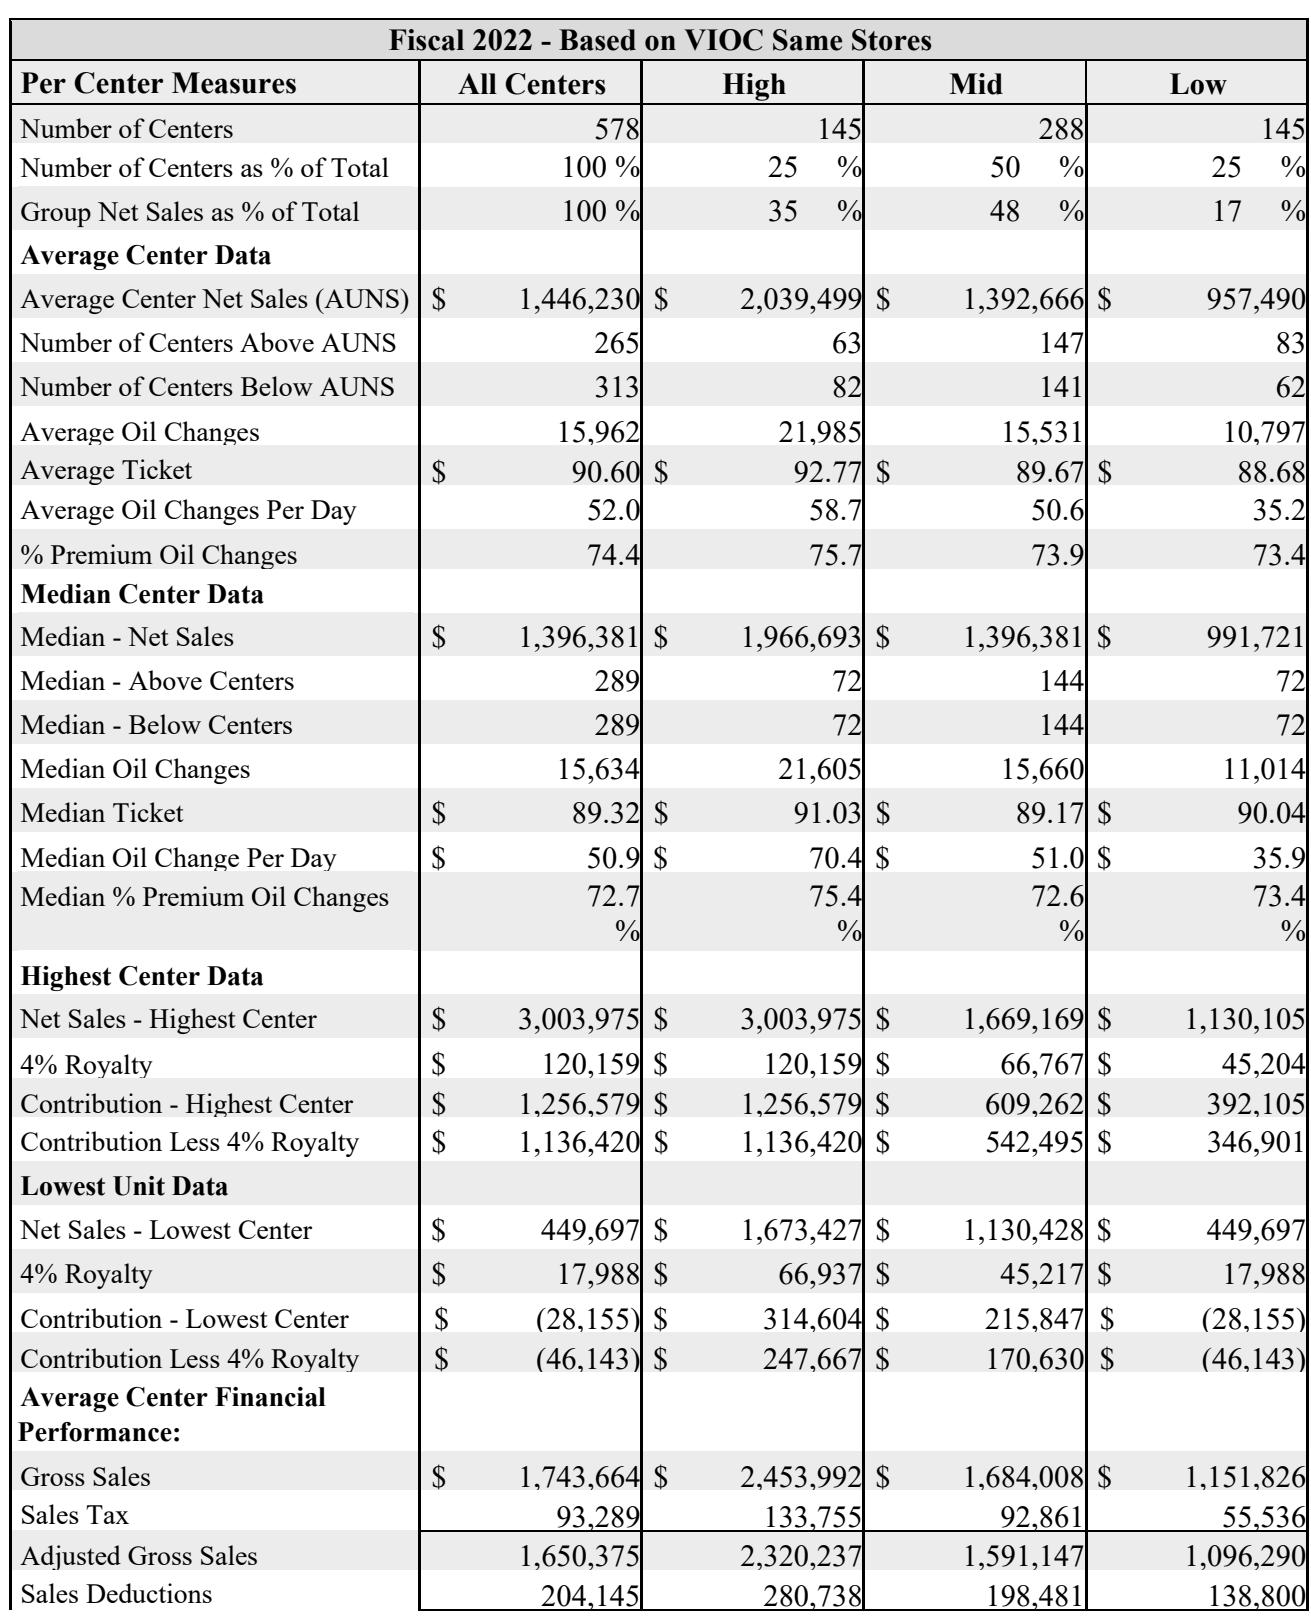 Fiscal 2022 - Based on VIOC Same Stores
Per Center Measures All Centers High Mid Low
Number of Centers 578 145 288 145
Number of Centers as % of Total 100 % 25 % 50 % 25 %
Group Net Sales as % of Total 100 % 35 % 48 % 17 %
Average Center Data
Average Center Net Sales (AUNS) $ 1,446,230 $ 2,039,499 $ 1,392,666 $ 957,490
Number of Centers Above AUNS 265 63 147 83
Number of Centers Below AUNS 313 82 141 62
Average Oil Changes 15,962 21,985 15,531 10,797
Average Ticket $ 90.60 $ 92.77 $ 89.67 $ 88.68
Average Oil Changes Per Day 52.0 58.7 50.6 35.2
% Premium Oil Changes 74.4 75.7 73.9 73.4
Median Center Data
Median - Net Sales $ 1,396,381 $ 1,966,693 $ 1,396,381 $ 991,721
Median - Above Centers 289 72 144 72
Median - Below Centers 289 72 144 72
Median Oil Changes 15,634 21,605 15,660 11,014
Median Ticket $ 89.32 $ 91.03 $ 89.17 $ 90.04
Median Oil Change Per Day $ 50.9 $ 70.4 $ 51.0 $ 35.9
Median % Premium Oil Changes 72.7 75.4 72.6 73.4
% % % %
Highest Center Data
Net Sales - Highest Center $ 3,003,975 $ 3,003,975 $ 1,669,169 $ 1,130,105
4% Royalty $ 120,159 $ 120,159 $ 66,767 $ 45,204
Contribution - Highest Center $ 1,256,579 $ 1,256,579 $ 609,262 $ 392,105
Contribution Less 4% Royalty $ 1,136,420 $ 1,136,420 $ 542,495 $ 346,901
Lowest Unit Data
Net Sales - Lowest Center $ 449,697 $ 1,673,427 $ 1,130,428 $ 449,697
4% Royalty $ 17,988 $ 66,937 $ 45,217 $ 17,988
Contribution - Lowest Center $ (28,155) $ 314,604 $ 215,847 $ (28,155)
Contribution Less 4% Royalty $ (46,143) $ 247,667 $ 170,630 $ (46,143)
Average Center Financial
Performance:
Gross Sales $ 1,743,664 $ 2,453,992 $ 1,684,008 $ 1,151,826
Sales Tax 93,289 133,755 92,861 55,536
Adjusted Gross Sales 1,650,375 2,320,237 1,591,147 1,096,290
Sales Deductions 204,145 280,738 198,481 138,800